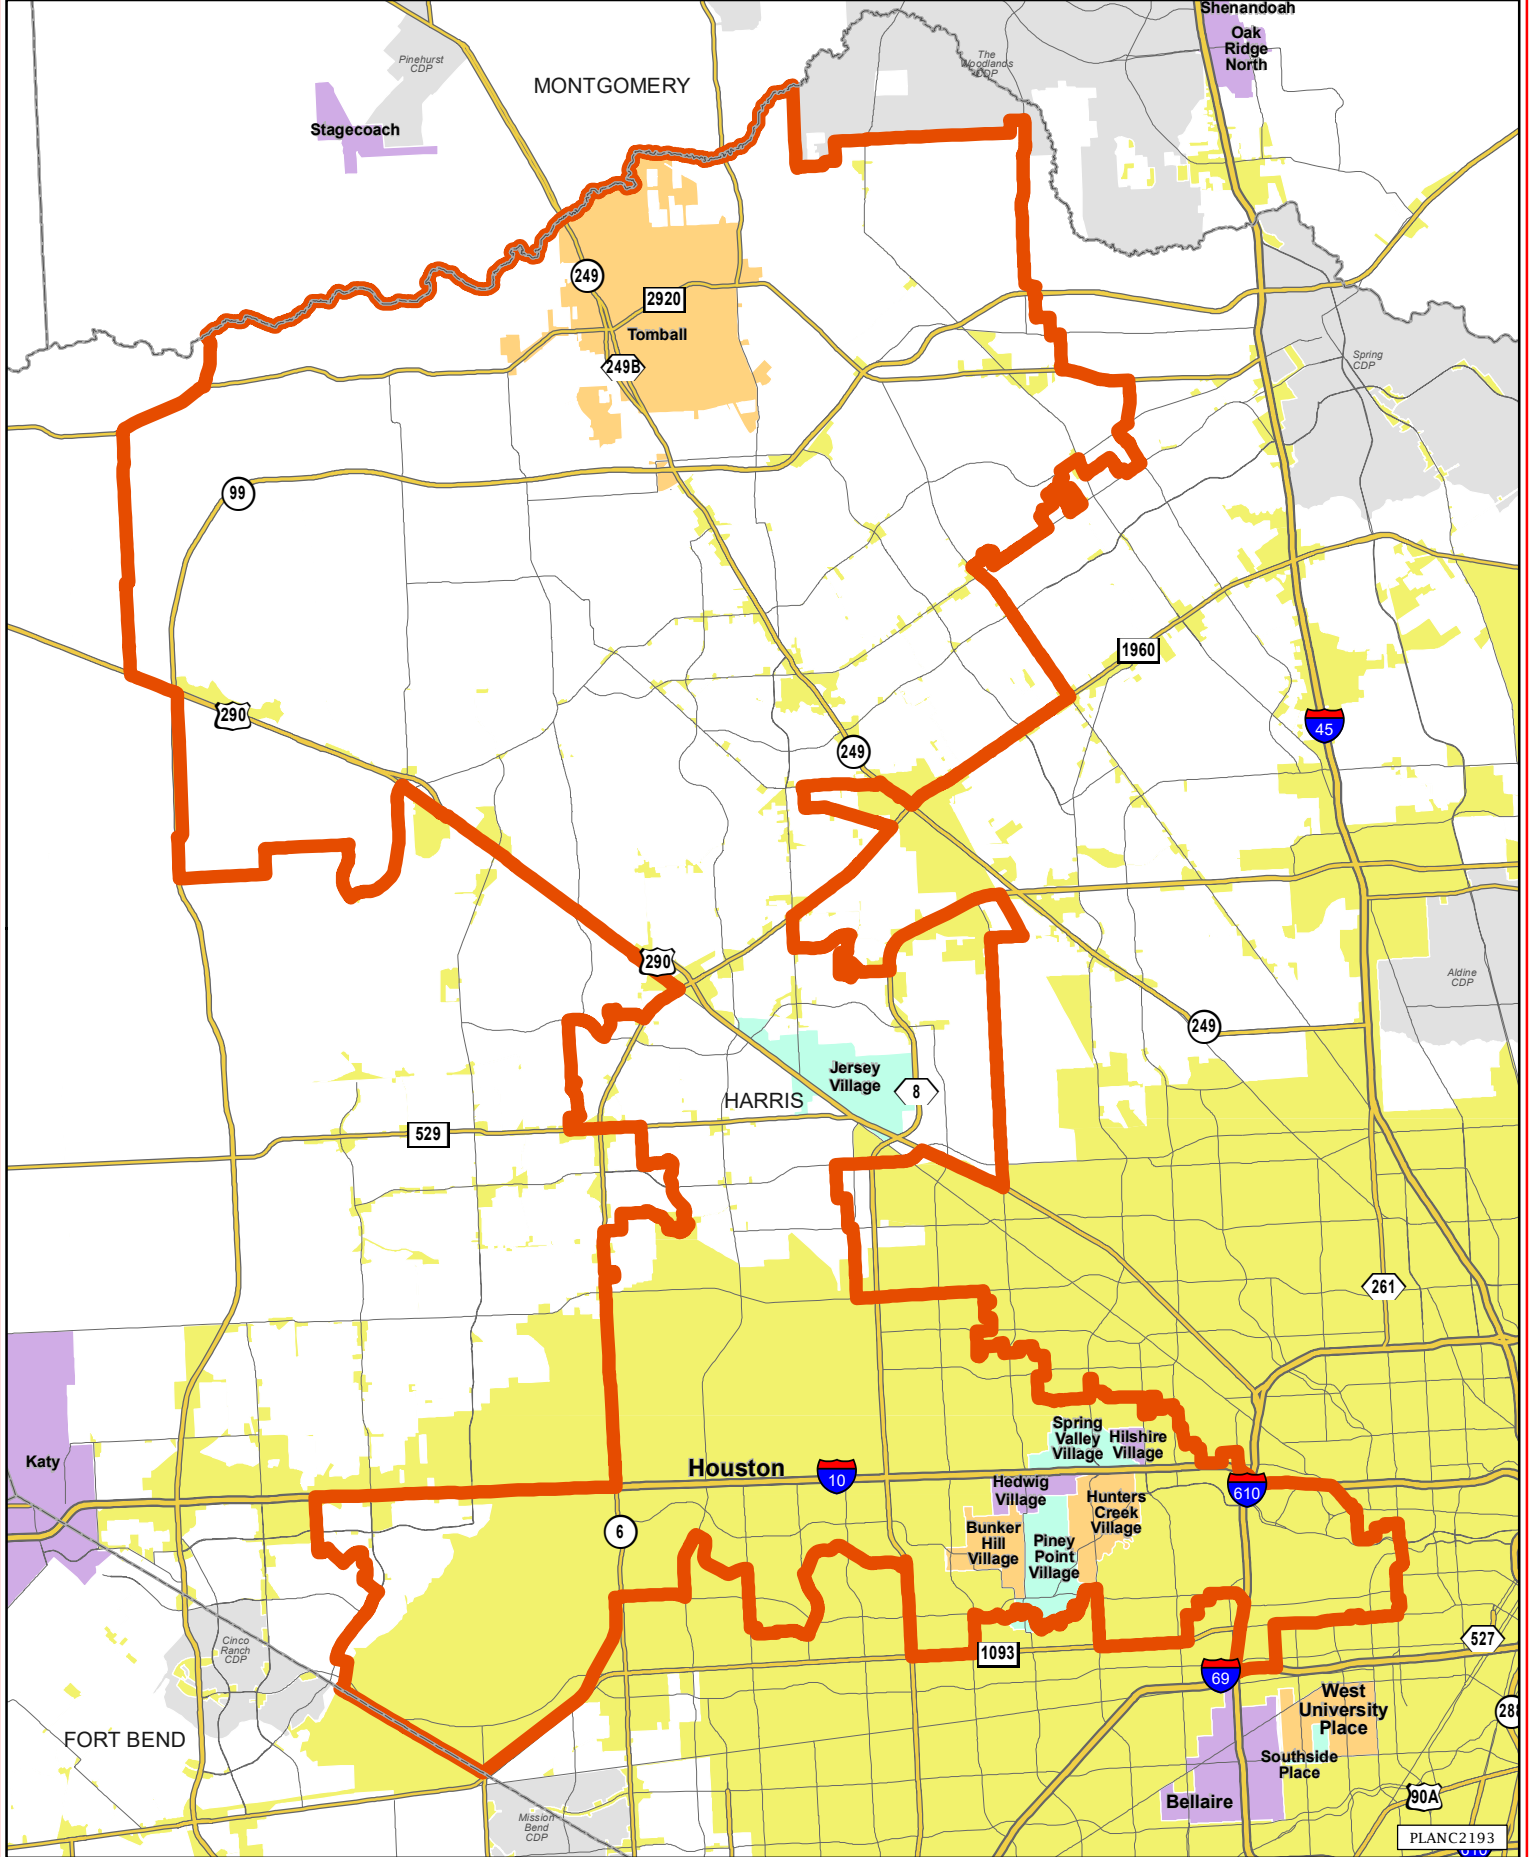 Shenandoah
Oak
Ridge
North
Pinehurst
CDP
The
Woodlands
CDP
MONTGOMERY
Stagecoach
249
2920
Tomball
249B
Spring
CDP
99
1960
290
45
249
290
Aldine
CDP
249
Jersey
Village
8
HARRIS
529
261
Spring
Valley
Village
Hilshire
Village
Katy
Houston
10
Hedwig
Village
610
Hunters
Creek
Village
6
Bunker
Hill
Village
Piney
Point
Village
Cinco
Ranch
CDP
1093
527
69
West
University
Place
288
FORT BEND
Southside
Place
Bellaire
90A
Mission
Bend
CDP
PLANC2193
610